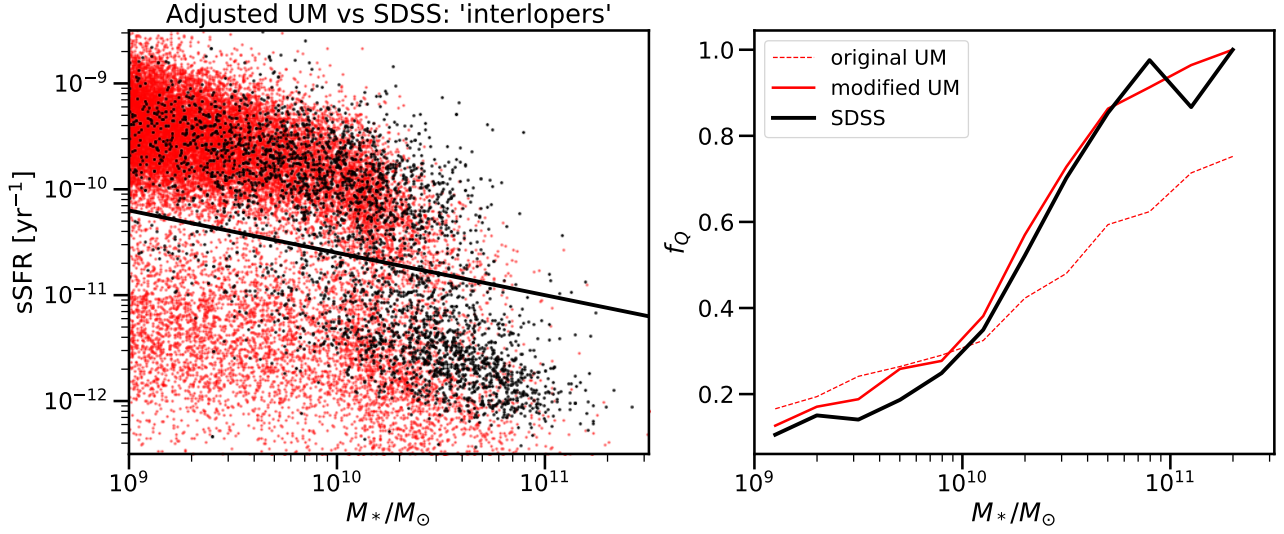 Adjusted UM vs SDSS: 'interlopers'
sSFR [yr⁻¹]
10⁻⁹
10⁻¹⁰
10⁻¹¹
10⁻¹²
10⁹
10¹⁰
10¹¹
M*/M⊙
f_Q
1.0
0.8
0.6
0.4
0.2
original UM
modified UM
SDSS
10⁹
10¹⁰
10¹¹
M*/M⊙